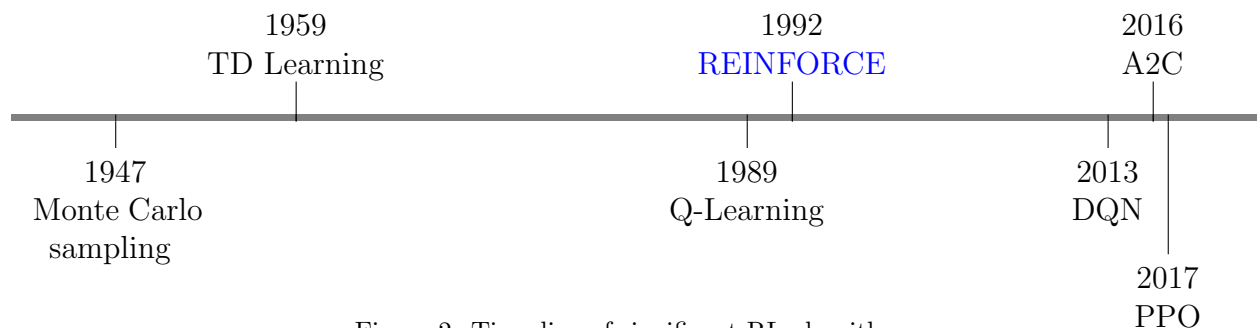 1959
TD Learning
1992
REINFORCE
2016
A2C
1947
Monte Carlo
sampling
1989
Q-Learning
2013
DQN
2017
PPO